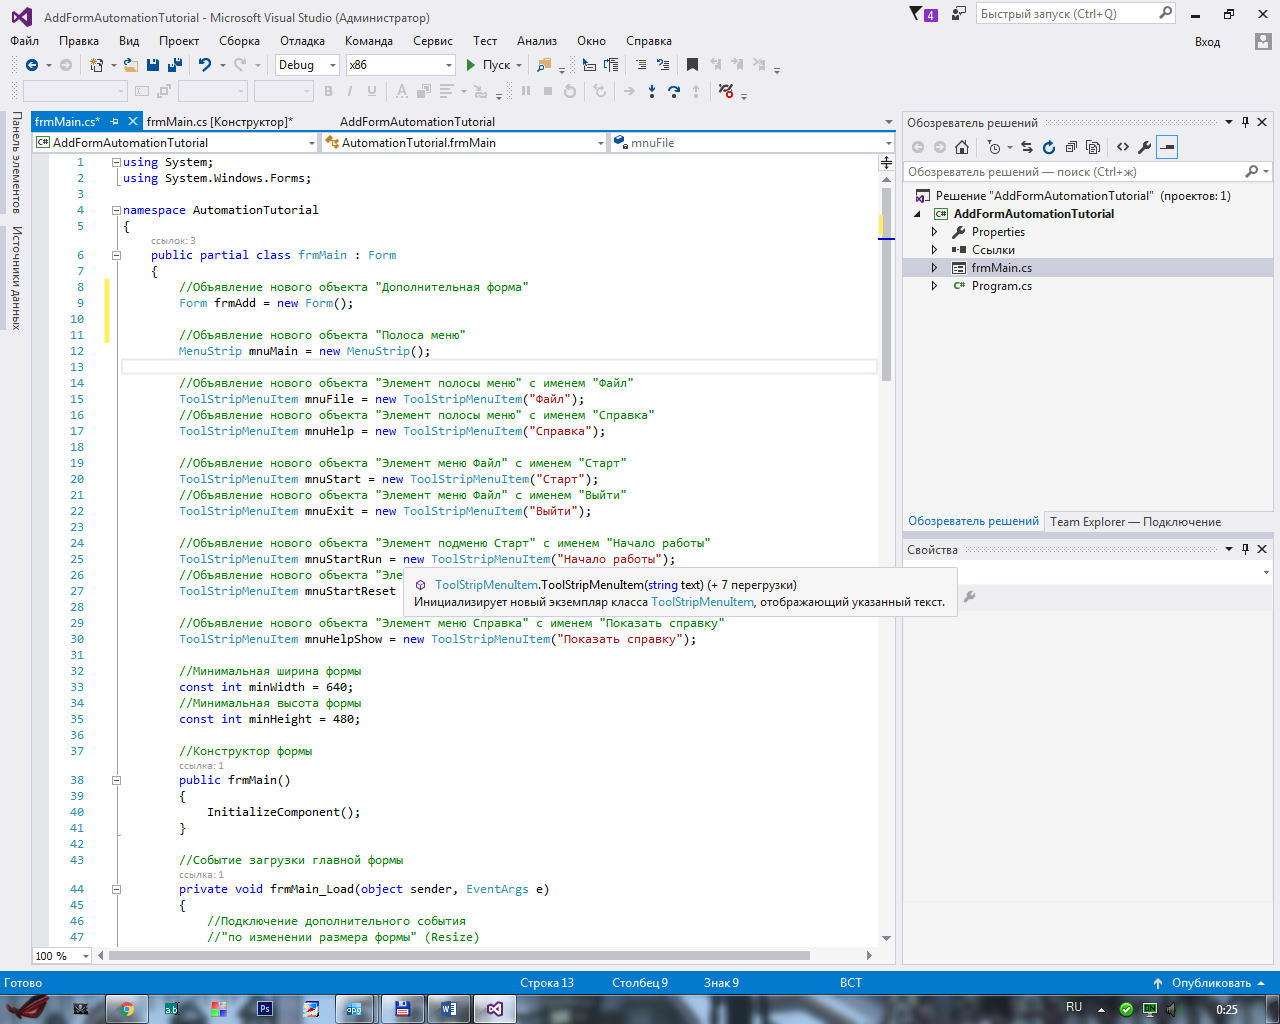 AddFormAutomationTutorial - Microsoft Visual Studio (Администратор)
4
Быстрый запуск (Ctrl+Q)
Файл Правка Вид Проект Сборка Отладка Команда Сервис Тест Анализ Окно Справка
Вход
Debug x86 Пуск
Панель элементов
Источники данных
frmMain.cs* frmMain.cs [Конструктор]* AddFormAutomationTutorial
AddFormAutomationTutorial AutomationTutorial.frmMain mnuFile
1 using System;
2 using System.Windows.Forms;
3
4 namespace AutomationTutorial
5 {
ссылок: 3
6 public partial class frmMain : Form
7 {
8 //Объявление нового объекта "Дополнительная форма"
9 Form frmAdd = new Form();
10
11 //Объявление нового объекта "Полоса меню"
12 MenuStrip mnuMain = new MenuStrip();
13
14 //Объявление нового объекта "Элемент полосы меню" с именем "Файл"
15 ToolStripMenuItem mnuFile = new ToolStripMenuItem("Файл");
16 //Объявление нового объекта "Элемент полосы меню" с именем "Справка"
17 ToolStripMenuItem mnuHelp = new ToolStripMenuItem("Справка");
18
19 //Объявление нового объекта "Элемент меню Файл" с именем "Старт"
20 ToolStripMenuItem mnuStart = new ToolStripMenuItem("Старт");
21 //Объявление нового объекта "Элемент меню Файл" с именем "Выйти"
22 ToolStripMenuItem mnuExit = new ToolStripMenuItem("Выйти");
23
24 //Объявление нового объекта "Элемент подменю Старт" с именем "Начало работы"
25 ToolStripMenuItem mnuStartRun = new ToolStripMenuItem("Начало работы");
26 //Объявление нового объекта "Эле
27 ToolStripMenuItem mnuStartReset
ToolStripMenuItem.ToolStripMenuItem(string text) (+ 7 перегрузки)
Инициализирует новый экземпляр класса ToolStripMenuItem, отображающий указанный текст.
28
29 //Объявление нового объекта "Элемент меню Справка" с именем "Показать справку"
30 ToolStripMenuItem mnuHelpShow = new ToolStripMenuItem("Показать справку");
31
32 //Минимальная ширина формы
33 const int minWidth = 640;
34 //Минимальная высота формы
35 const int minHeight = 480;
36
37 //Конструктор формы
ссылка: 1
38 public frmMain()
39 {
40 InitializeComponent();
41 }
42
43 //Событие загрузки главной формы
ссылка: 1
44 private void frmMain_Load(object sender, EventArgs e)
45 {
46 //Подключение дополнительного события
47 //"по изменении размера формы" (Resize)
100 %
Обозреватель решений
Обозреватель решений — поиск (Ctrl+ж)
Решение "AddFormAutomationTutorial" (проектов: 1)
AddFormAutomationTutorial
Properties
Ссылки
frmMain.cs
Program.cs
Обозреватель решений Team Explorer — Подключение
Свойства
Готово Строка 13 Столбец 9 Знак 9 ВСТ Опубликовать
a.b Ps apg W RU 0:25